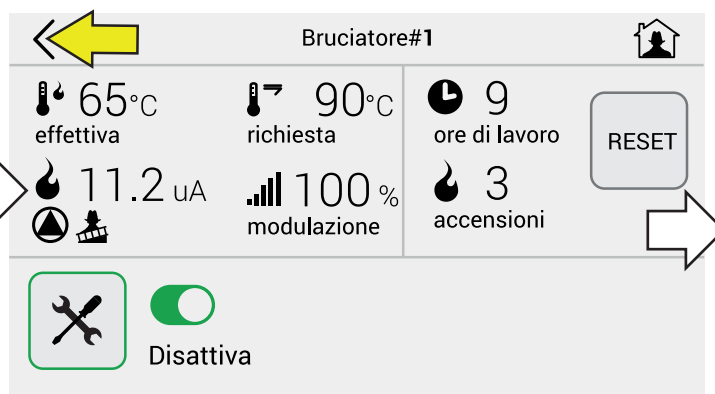 Bruciatore#1
65°C
effettiva
90°C
richiesta
9
ore di lavoro
RESET
11.2 uA
100 %
modulazione
3
accensioni
Disattiva